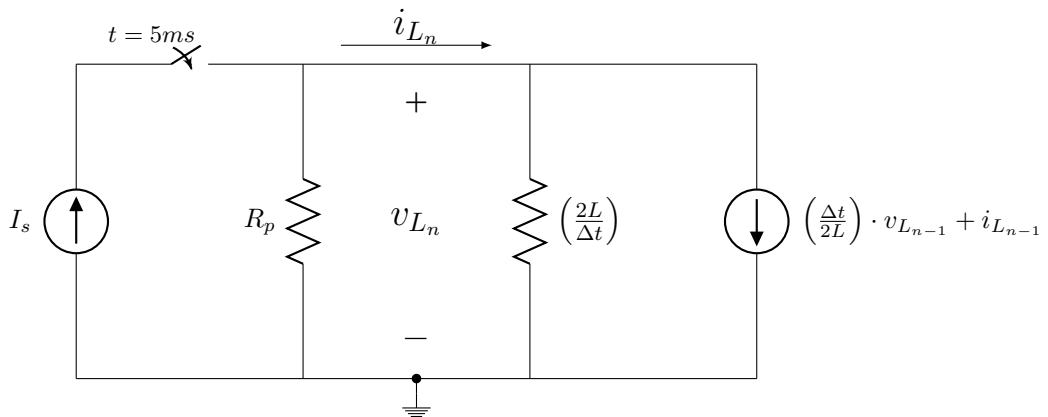 i_{L_n}
t = 5ms
+
I_s
R_p
v_{L_n}
(2L/Δt)
(Δt/2L) · v_{L_{n-1}} + i_{L_{n-1}}
−